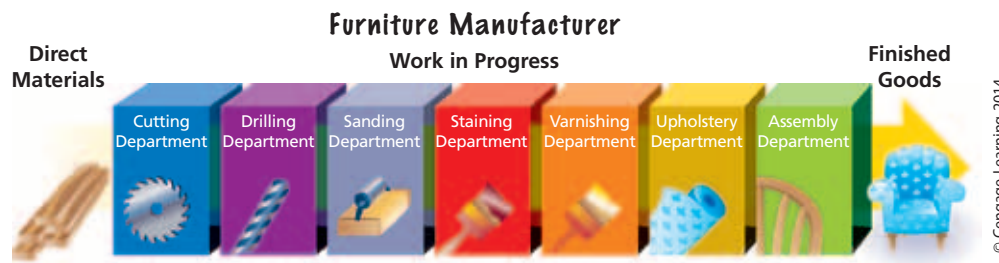 Furniture Manufacturer
Direct
Materials
Work in Progress
Finished
Goods
Cutting
Department
Drilling
Department
Sanding
Department
Staining
Department
Varnishing
Department
Upholstery
Department
Assembly
Department
© Cengage Learning 2014